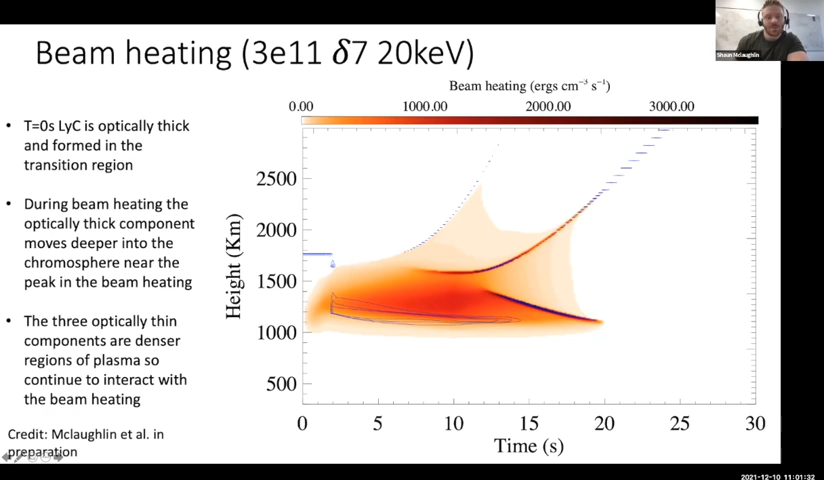 Beam heating (3e11 δ7 20keV)
Shaun Mclaughlin
• T=0s LyC is optically thick
and formed in the
transition region
• During beam heating the
optically thick component
moves deeper into the
chromosphere near the
peak in the beam heating
• The three optically thin
components are denser
regions of plasma so
continue to interact with
the beam heating
Credit: Mclaughlin et al. in
preparation
Beam heating (ergs cm⁻³ s⁻¹)
0.00 1000.00 2000.00 3000.00
Height (Km)
2500
2000
1500
1000
500
0 5 10 15 20 25 30
Time (s)
2021-12-10 11:01:32